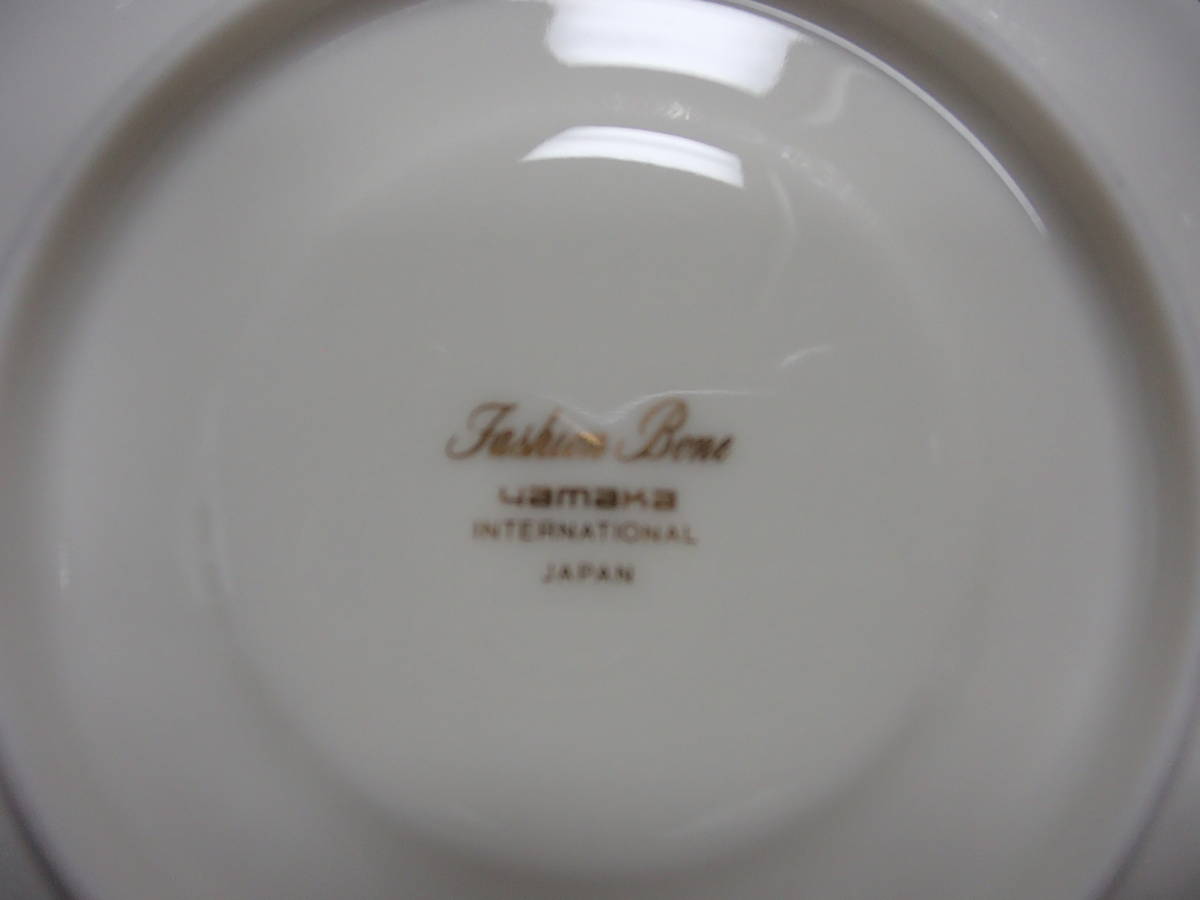 Fashion Bone
yamaka
INTERNATIONAL
JAPAN